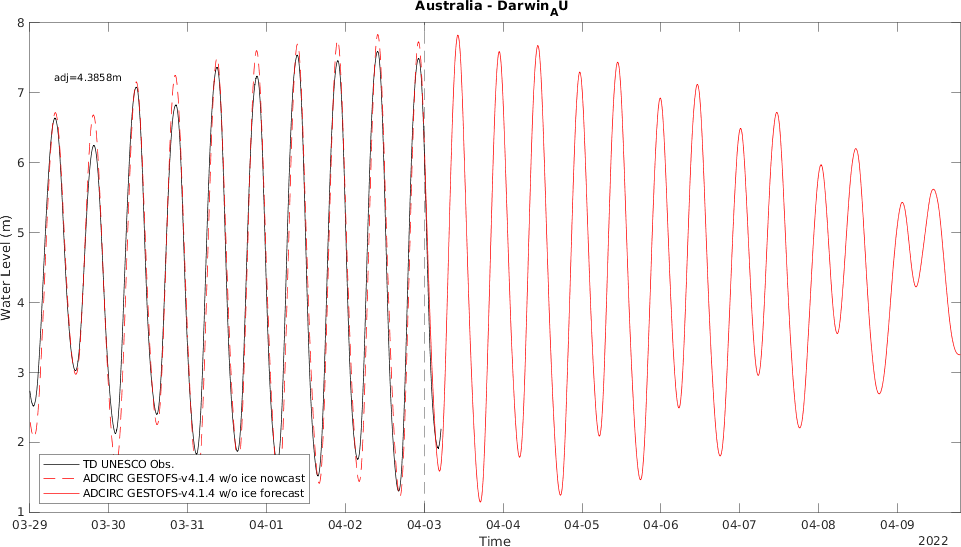 Australia - Darwin_AU
8
adj=4.3858m
7
6
5
Water Level (m)
4
3
2
TD UNESCO Obs.
ADCIRC GESTOFS-v4.1.4 w/o ice nowcast
ADCIRC GESTOFS-v4.1.4 w/o ice forecast
1
03-29 03-30 03-31 04-01 04-02 04-03 04-04 04-05 04-06 04-07 04-08 04-09
Time
2022